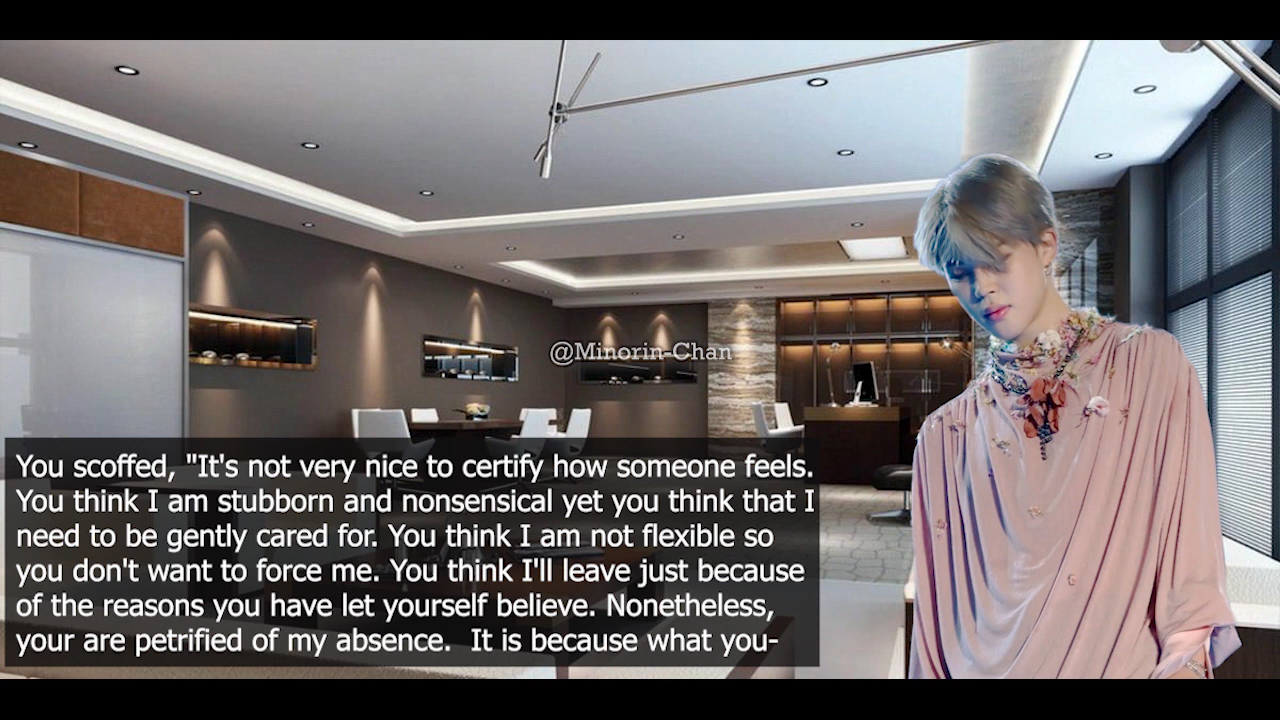 @Minorin-Chan
You scoffed, "It's not very nice to certify how someone feels.
You think I am stubborn and nonsensical yet you think that I
need to be gently cared for. You think I am not flexible so
you don't want to force me. You think I'll leave just because
of the reasons you have let yourself believe. Nonetheless,
your are petrified of my absence.  It is because what you-